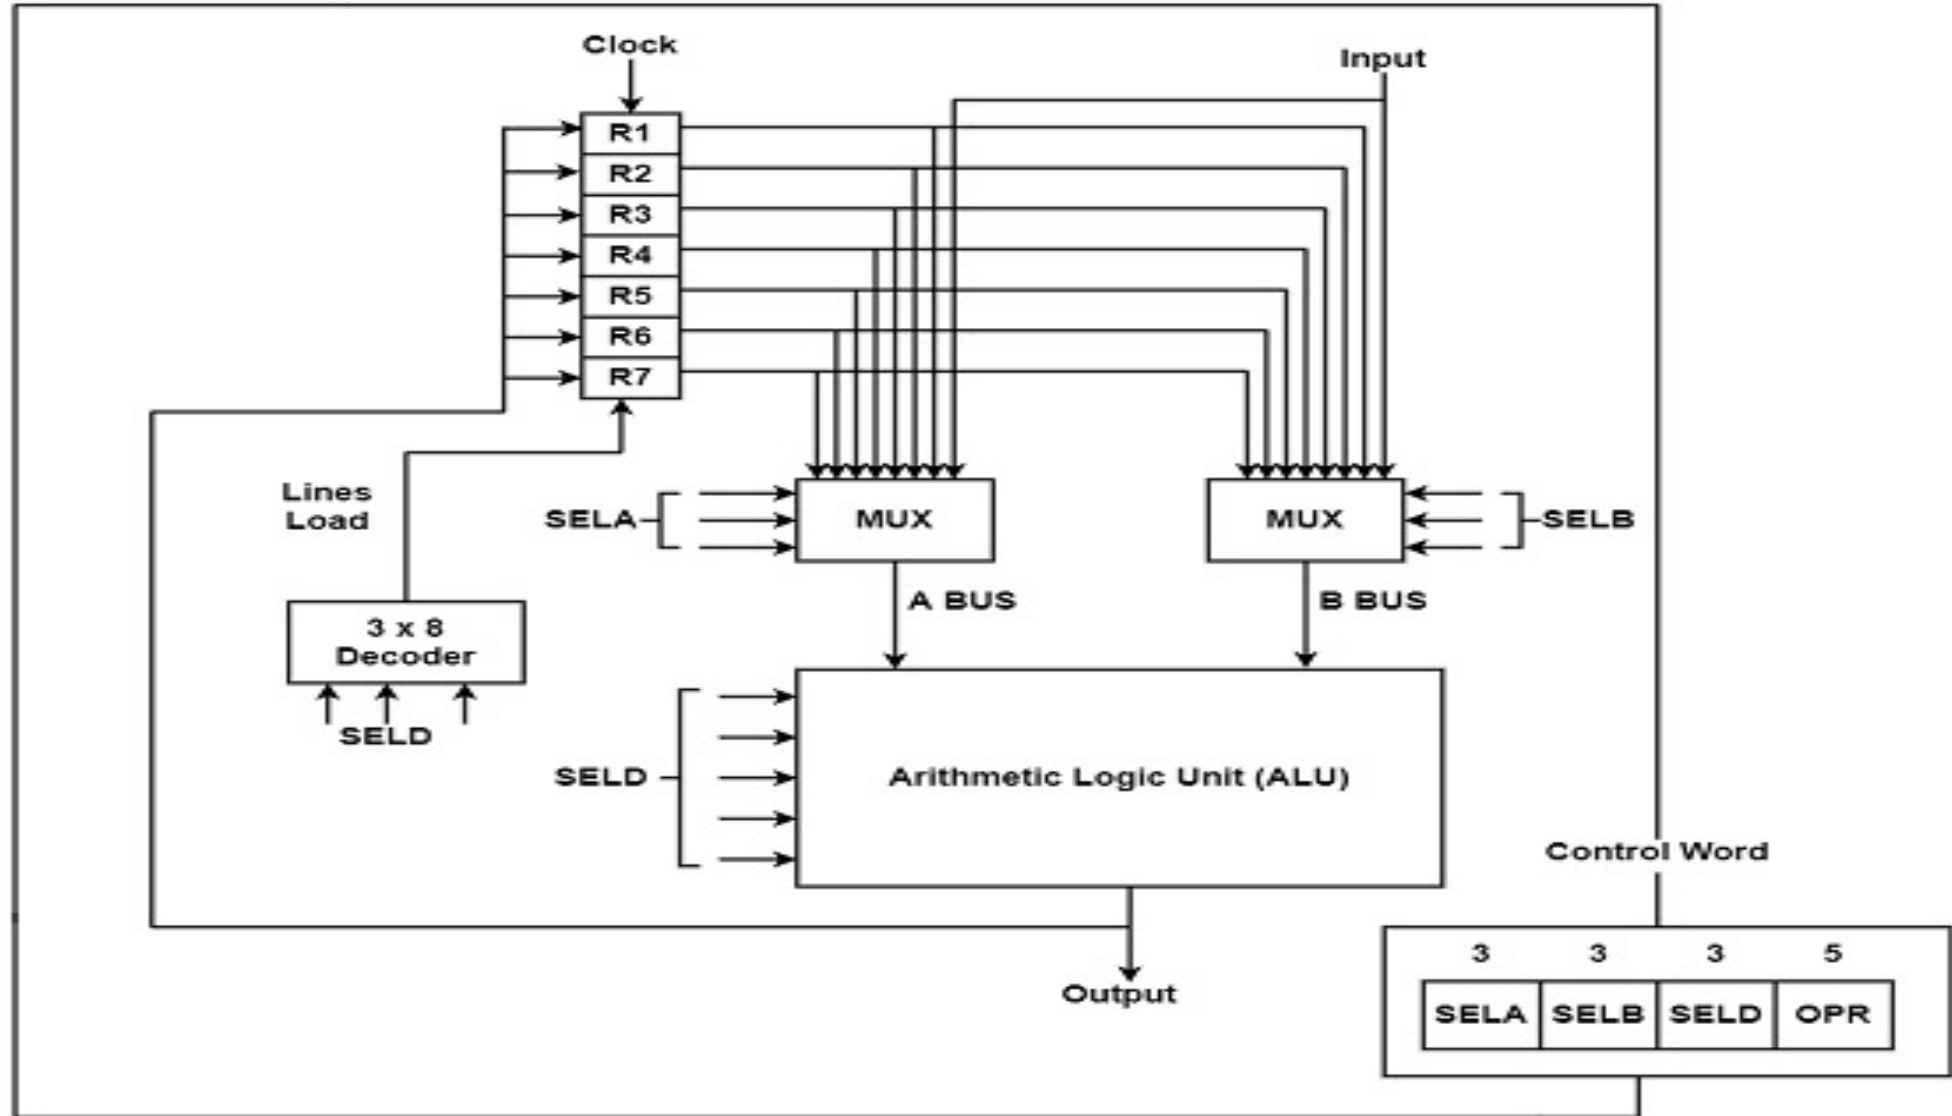 Clock
Input
R1
R2
R3
R4
R5
R6
R7
Lines
Load
SELA
MUX
MUX
SELB
A BUS
B BUS
3 x 8
Decoder
SELD
SELD
Arithmetic Logic Unit (ALU)
Control Word
Output
3 3 3 5
SELA SELB SELD OPR